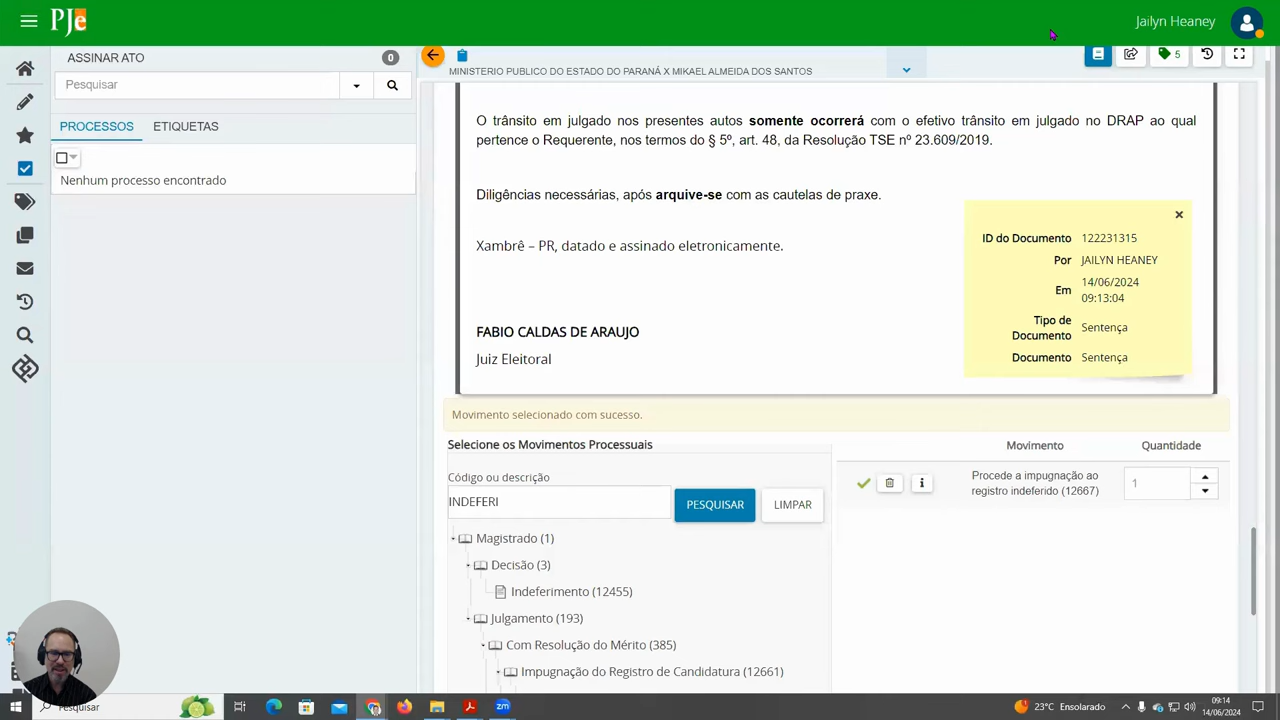 PJe
Jailyn Heaney
ASSINAR ATO
0
Pesquisar
PROCESSOS
ETIQUETAS
Nenhum processo encontrado
5
MINISTERIO PUBLICO DO ESTADO DO PARANÁ X MIKAEL ALMEIDA DOS SANTOS
O trânsito em julgado nos presentes autos somente ocorrerá com o efetivo trânsito em julgado no DRAP ao qual
pertence o Requerente, nos termos do § 5º, art. 48, da Resolução TSE nº 23.609/2019.
Diligências necessárias, após arquive-se com as cautelas de praxe.
Xambrê – PR, datado e assinado eletronicamente.
FABIO CALDAS DE ARAUJO
Juiz Eleitoral
ID do Documento 122231315
Por JAILYN HEANEY
Em 14/06/2024
09:13:04
Tipo de
Documento Sentença
Documento Sentença
Movimento selecionado com sucesso.
Selecione os Movimentos Processuais
Código ou descrição
INDEFERI
PESQUISAR
LIMPAR
Magistrado (1)
Decisão (3)
Indeferimento (12455)
Julgamento (193)
Com Resolução do Mérito (385)
Impugnação do Registro de Candidatura (12661)
Movimento
Quantidade
Procede a impugnação ao
registro indeferido (12667)
1
Pesquisar
23°C Ensolarado
09:14
14/06/2024